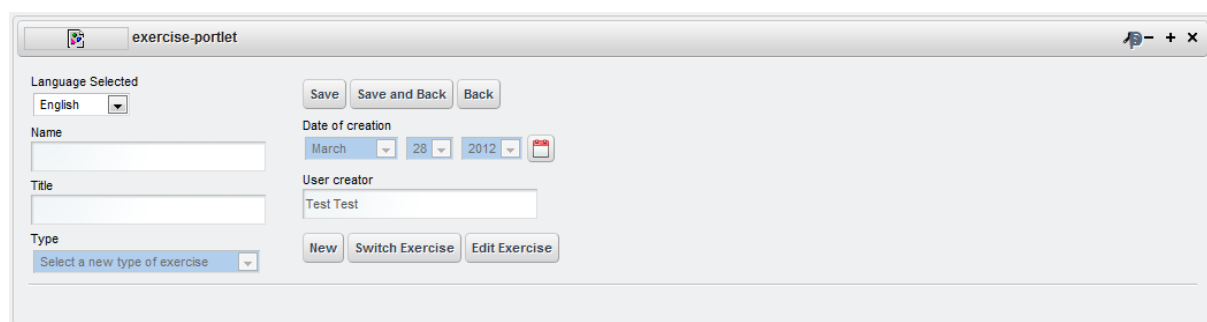 exercise-portlet
Language Selected
English
Name
Title
Type
Select a new type of exercise
Save Save and Back Back
Date of creation
March 28 2012
User creator
Test Test
New Switch Exercise Edit Exercise